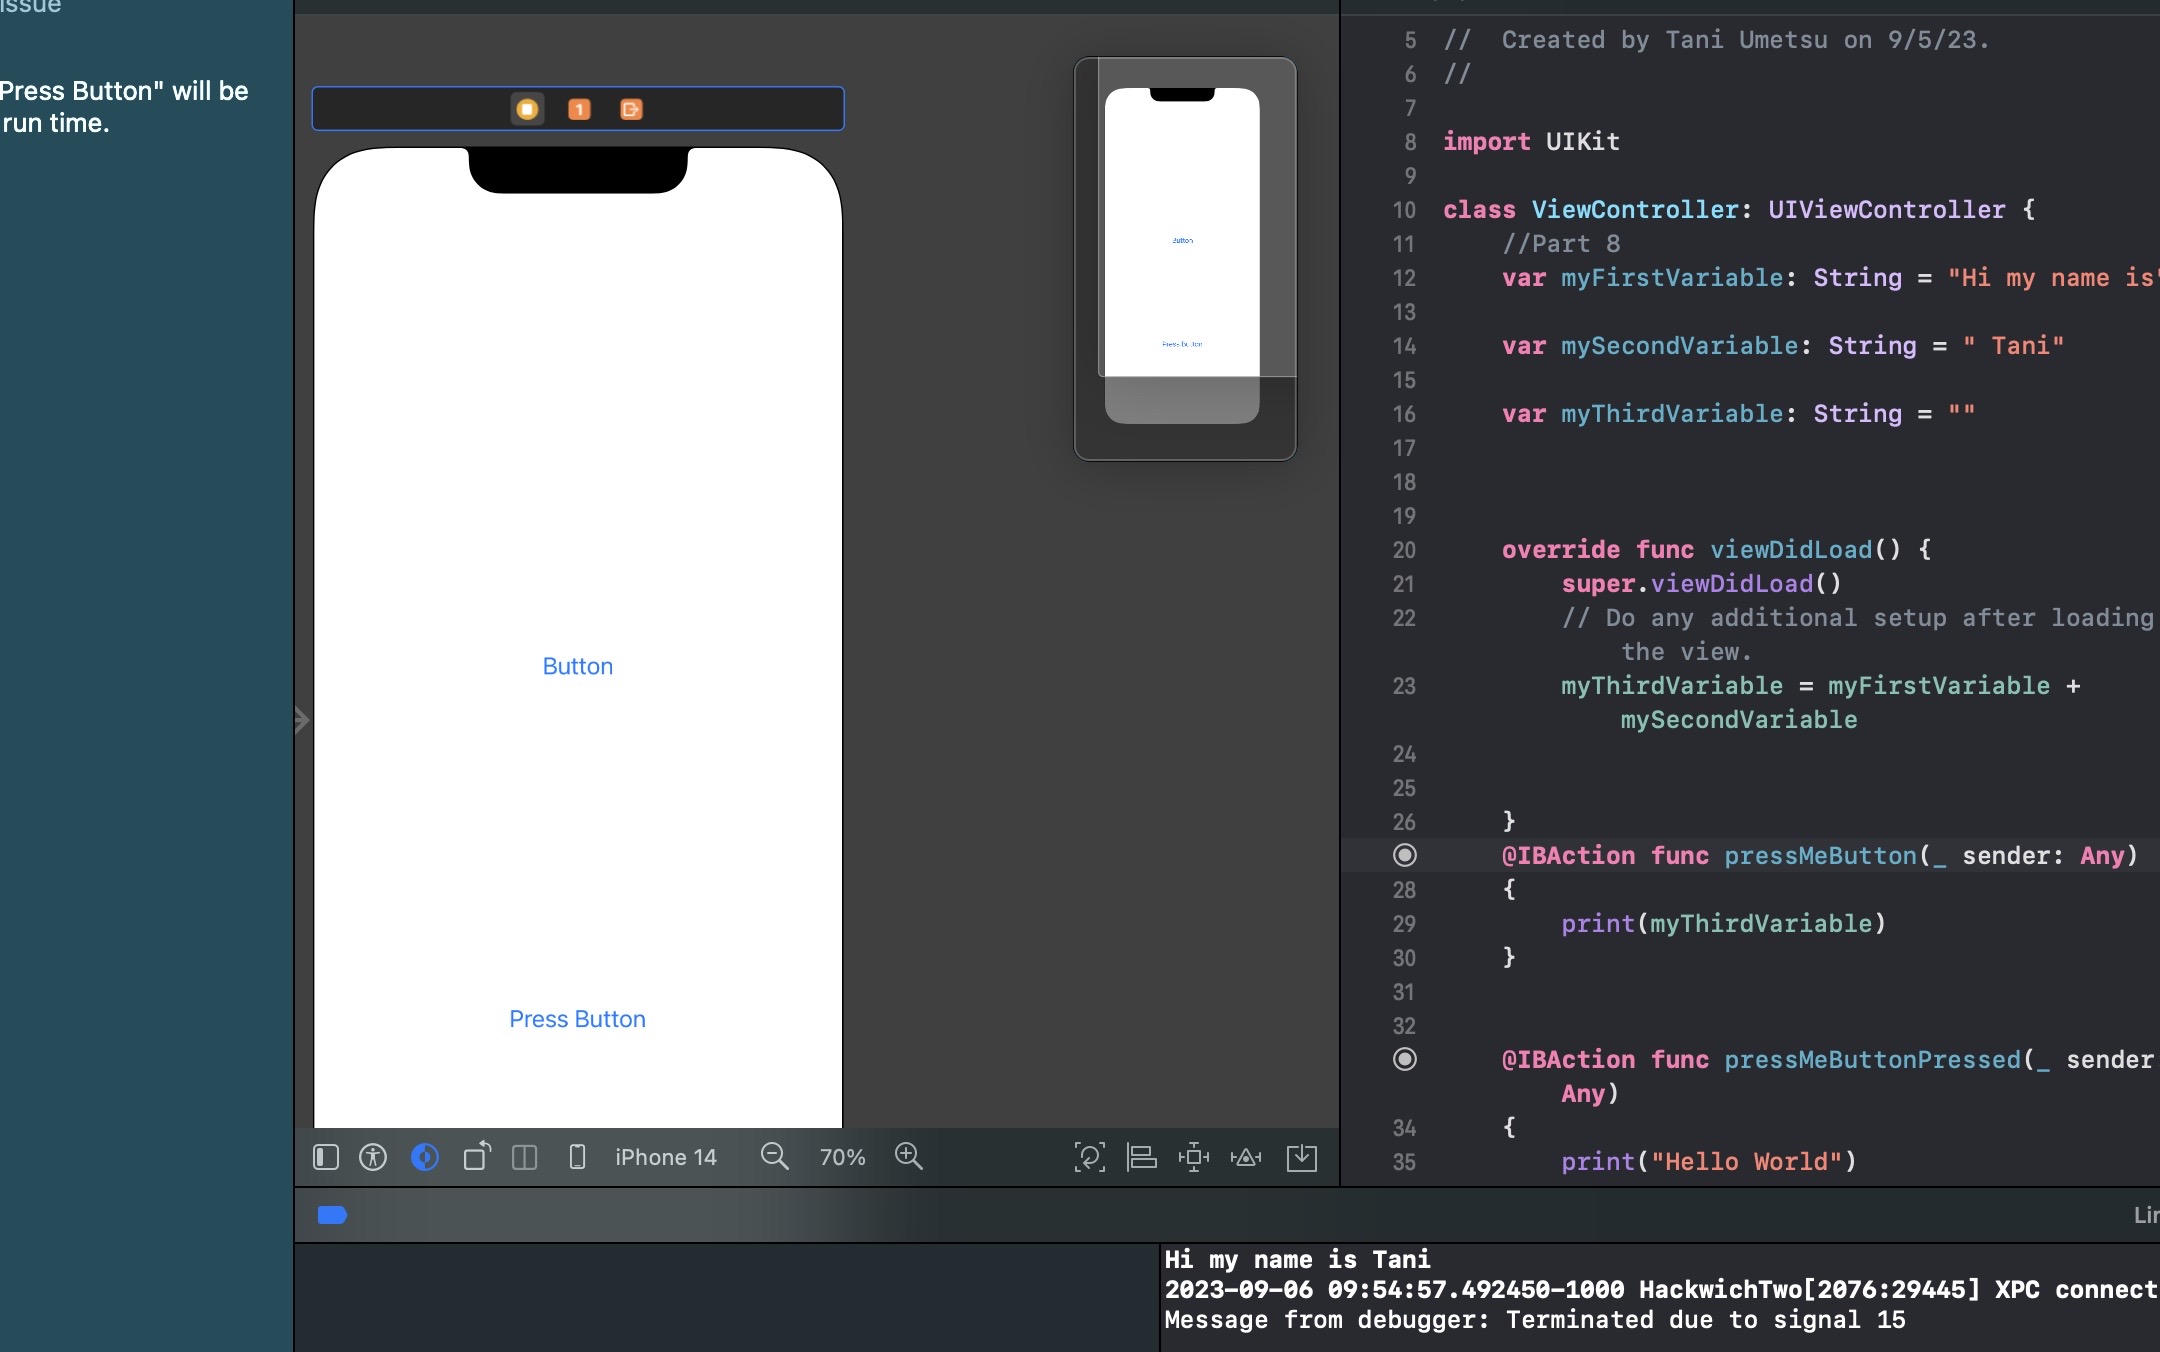 issue
Press Button" will be
run time.
1
Button
Press Button
Button
Press Button
iPhone 14
70%
5 //  Created by Tani Umetsu on 9/5/23.
6 //
7
8 import UIKit
9
10 class ViewController: UIViewController {
11     //Part 8
12     var myFirstVariable: String = "Hi my name is"
13
14     var mySecondVariable: String = " Tani"
15
16     var myThirdVariable: String = ""
17
18
19
20     override func viewDidLoad() {
21         super.viewDidLoad()
22         // Do any additional setup after loading
            the view.
23         myThirdVariable = myFirstVariable +
            mySecondVariable
24
25
26     }
    @IBAction func pressMeButton(_ sender: Any)
28     {
29         print(myThirdVariable)
30     }
31
32
    @IBAction func pressMeButtonPressed(_ sender
        Any)
34     {
35         print("Hello World")
Hi my name is Tani
2023-09-06 09:54:57.492450-1000 HackwichTwo[2076:29445] XPC connect
Message from debugger: Terminated due to signal 15